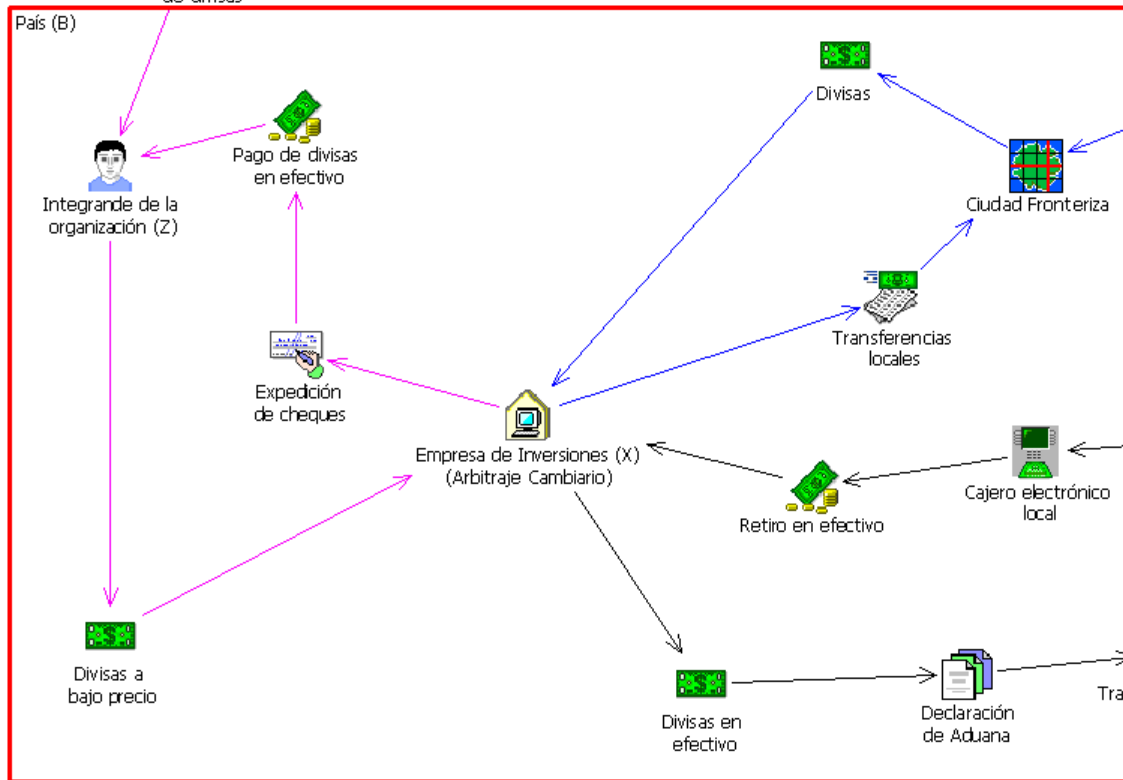 País (B)
Divisas
Pago de divisas
en efectivo
Integrande de la
organización (Z)
Ciudad Fronteriza
Transferencias
locales
Expedición
de cheques
Empresa de Inversiones (X)
(Arbitraje Cambiario)
Cajero electrónico
local
Retiro en efectivo
Divisas a
bajo precio
Divisas en
efectivo
Declaración
de Aduana